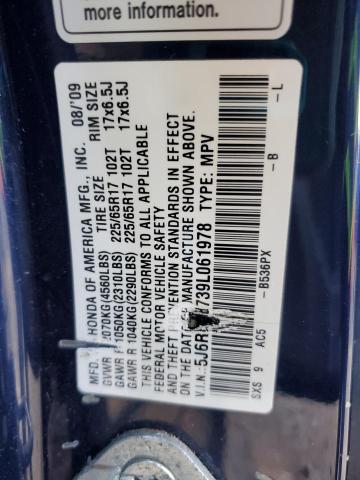 more information.
MFG. HONDA OF AMERICA MFG., INC. 08/'09
TIRE SIZE RIM SIZE
GVWR 2070KG(4560LBS)
GAWR F 1050KG(2310LBS) 225/65R17 102T 17x6.5J
GAWR R 1040KG(2290LBS) 225/65R17 102T 17x6.5J
THIS VEHICLE CONFORMS TO ALL APPLICABLE
FEDERAL MOTOR VEHICLE SAFETY
AND THEFT PREVENTION STANDARDS IN EFFECT
ON THE DATE OF MANUFACTURE SHOWN ABOVE.
V.I.N.: 5J6R 739L061978 TYPE: MPV
SXS 9 AC5 -B536PX -B -L